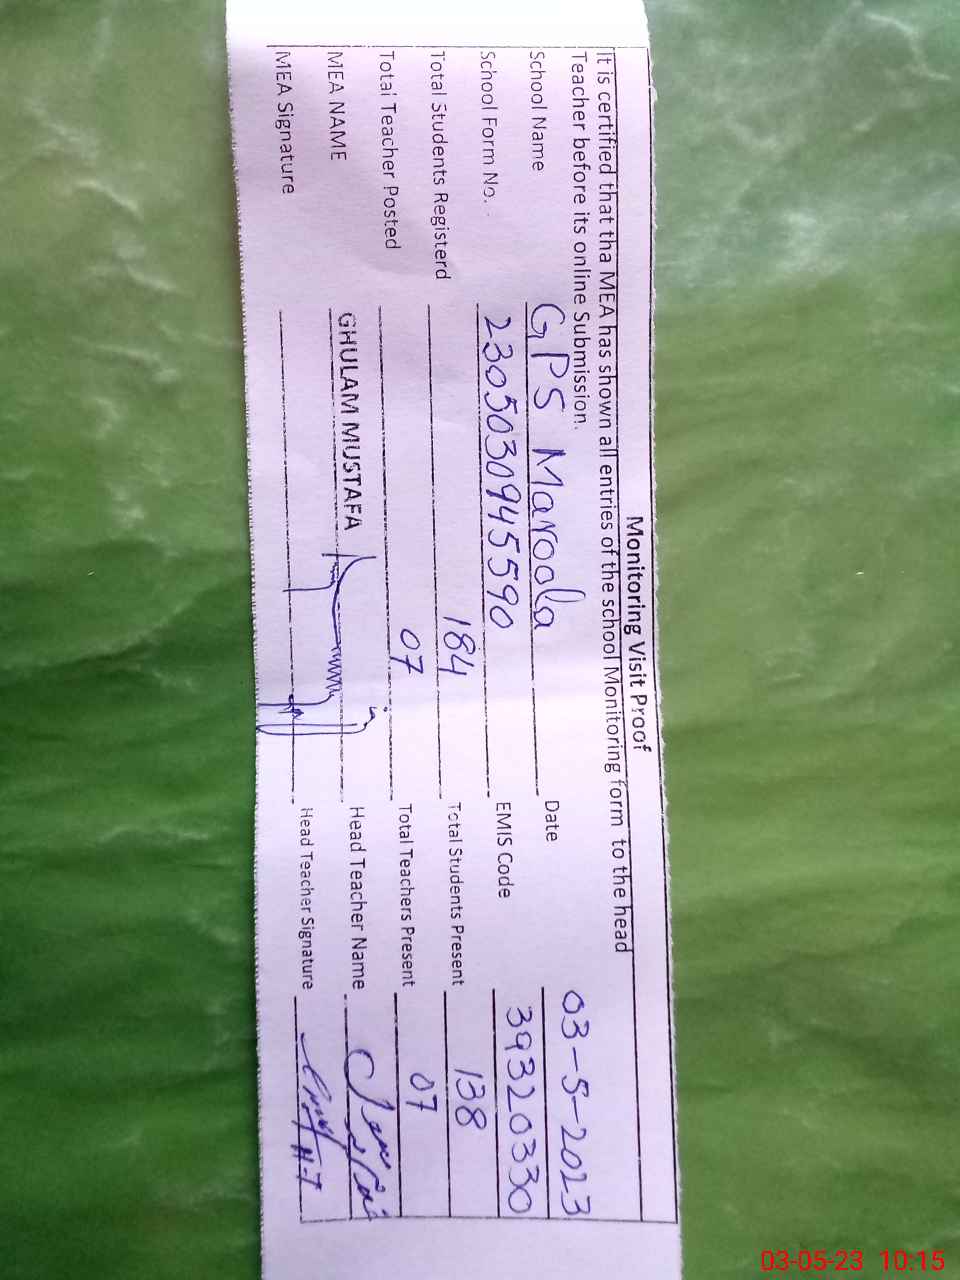 Monitoring Visit Proof
It is certified that tha MEA has shown all entries of the school Monitoring form to the head
Teacher before its online Submission.
School Name GPS Maroola Date 03-5-2023
School Form No. 230503094 5590 EMIS Code 39320330
Total Students Registerd 184 Total Students Present 138
Total Teacher Posted 07 Total Teachers Present 07
MEA NAME GHULAM MUSTAFA Head Teacher Name
MEA Signature Head Teacher Signature H-T
03-05-23 10:15